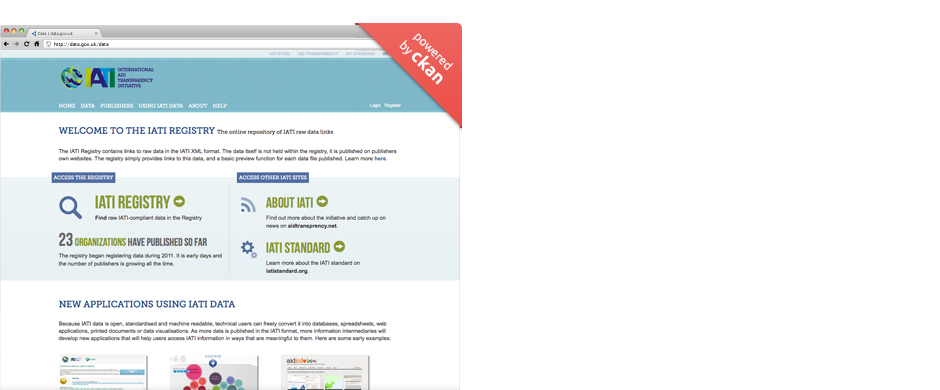 Data | data.gov.uk
http://data.gov.uk/data
IATI SITES AID TRANSPARENCY IATI STANDARD
powered
by ckan
IATI
INTERNATIONAL
AID
TRANSPARENCY
INITIATIVE
HOME DATA PUBLISHERS USING IATI DATA ABOUT HELP
Login Register
WELCOME TO THE IATI REGISTRY The online repository of IATI raw data links
The IATI Registry contains links to raw data in the IATI XML format. The data itself is not held within the registry, it is published on publishers
own websites. The registry simply provides links to this data, and a basic preview function for each data file published. Learn more here.
ACCESS THE REGISTRY
IATI REGISTRY
Find raw IATI-compliant data in the Registry
23 ORGANIZATIONS HAVE PUBLISHED SO FAR
The registry began registering data during 2011. It is early days and
the number of publishers is growing all the time.
ACCESS OTHER IATI SITES
ABOUT IATI
Find out more about the initiative and catch up on
news on aidtransprency.net.
IATI STANDARD
Learn more about the IATI standard on
iatistandard.org.
NEW APPLICATIONS USING IATI DATA
Because IATI data is open, standardised and machine readable, technical users can freely convert it into databases, spreadsheets, web
applications, printed documents or data visualisations. As more data is published in the IATI format, more information intermediaries will
develop new applications that will help users access IATI information in ways that are meaningful to them. Here are some early examples:
aidinfo